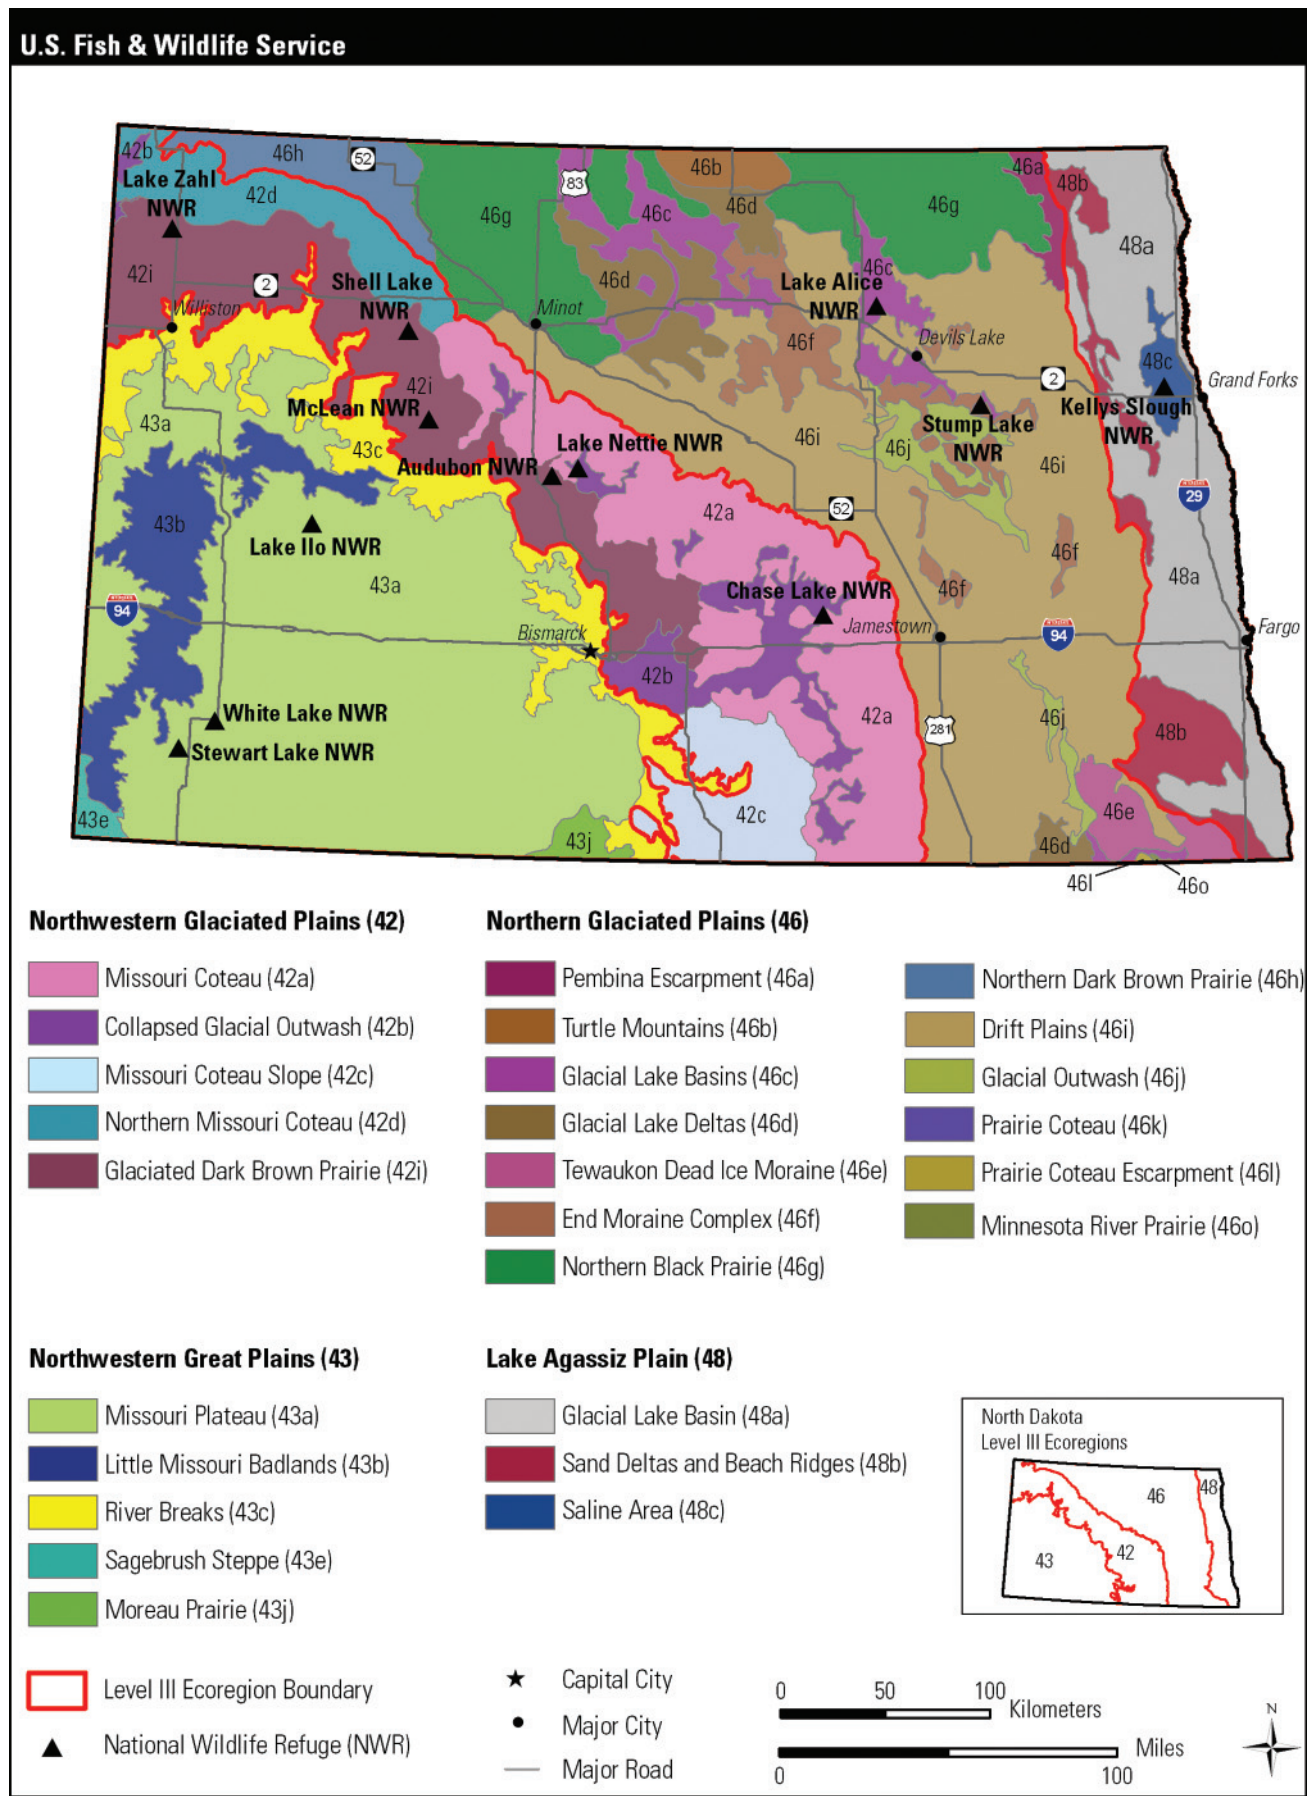 U.S. Fish & Wildlife Service
42b
46h
52
Lake Zahl
NWR
42d
46g
83
46c
46b
46d
46g
46a
48b
48a
42i
2
Shell Lake
NWR
46d
46c
Lake Alice
NWR
Williston
Minot
46f
Devils Lake
48c
2
Grand Forks
42i
McLean NWR
43a
43c
Kellys Slough
NWR
Stump Lake
NWR
46i
46j
46i
Lake Nettie NWR
Audubon NWR
29
43b
42a
52
Lake Ilo NWR
43a
46f
48a
46f
Chase Lake NWR
94
Bismarck
Jamestown
94
Fargo
42b
White Lake NWR
42a
46j
281
48b
Stewart Lake NWR
43e
43j
42c
46d
46e
46l
46o
Northwestern Glaciated Plains (42)
Missouri Coteau (42a)
Collapsed Glacial Outwash (42b)
Missouri Coteau Slope (42c)
Northern Missouri Coteau (42d)
Glaciated Dark Brown Prairie (42i)
Northern Glaciated Plains (46)
Pembina Escarpment (46a)
Turtle Mountains (46b)
Glacial Lake Basins (46c)
Glacial Lake Deltas (46d)
Tewaukon Dead Ice Moraine (46e)
End Moraine Complex (46f)
Northern Black Prairie (46g)
Northern Dark Brown Prairie (46h)
Drift Plains (46i)
Glacial Outwash (46j)
Prairie Coteau (46k)
Prairie Coteau Escarpment (46l)
Minnesota River Prairie (46o)
Northwestern Great Plains (43)
Missouri Plateau (43a)
Little Missouri Badlands (43b)
River Breaks (43c)
Sagebrush Steppe (43e)
Moreau Prairie (43j)
Lake Agassiz Plain (48)
Glacial Lake Basin (48a)
Sand Deltas and Beach Ridges (48b)
Saline Area (48c)
North Dakota
Level III Ecoregions
46
48
42
43
Level III Ecoregion Boundary
National Wildlife Refuge (NWR)
Capital City
Major City
Major Road
0 50 100
Kilometers
Miles
0 100
N